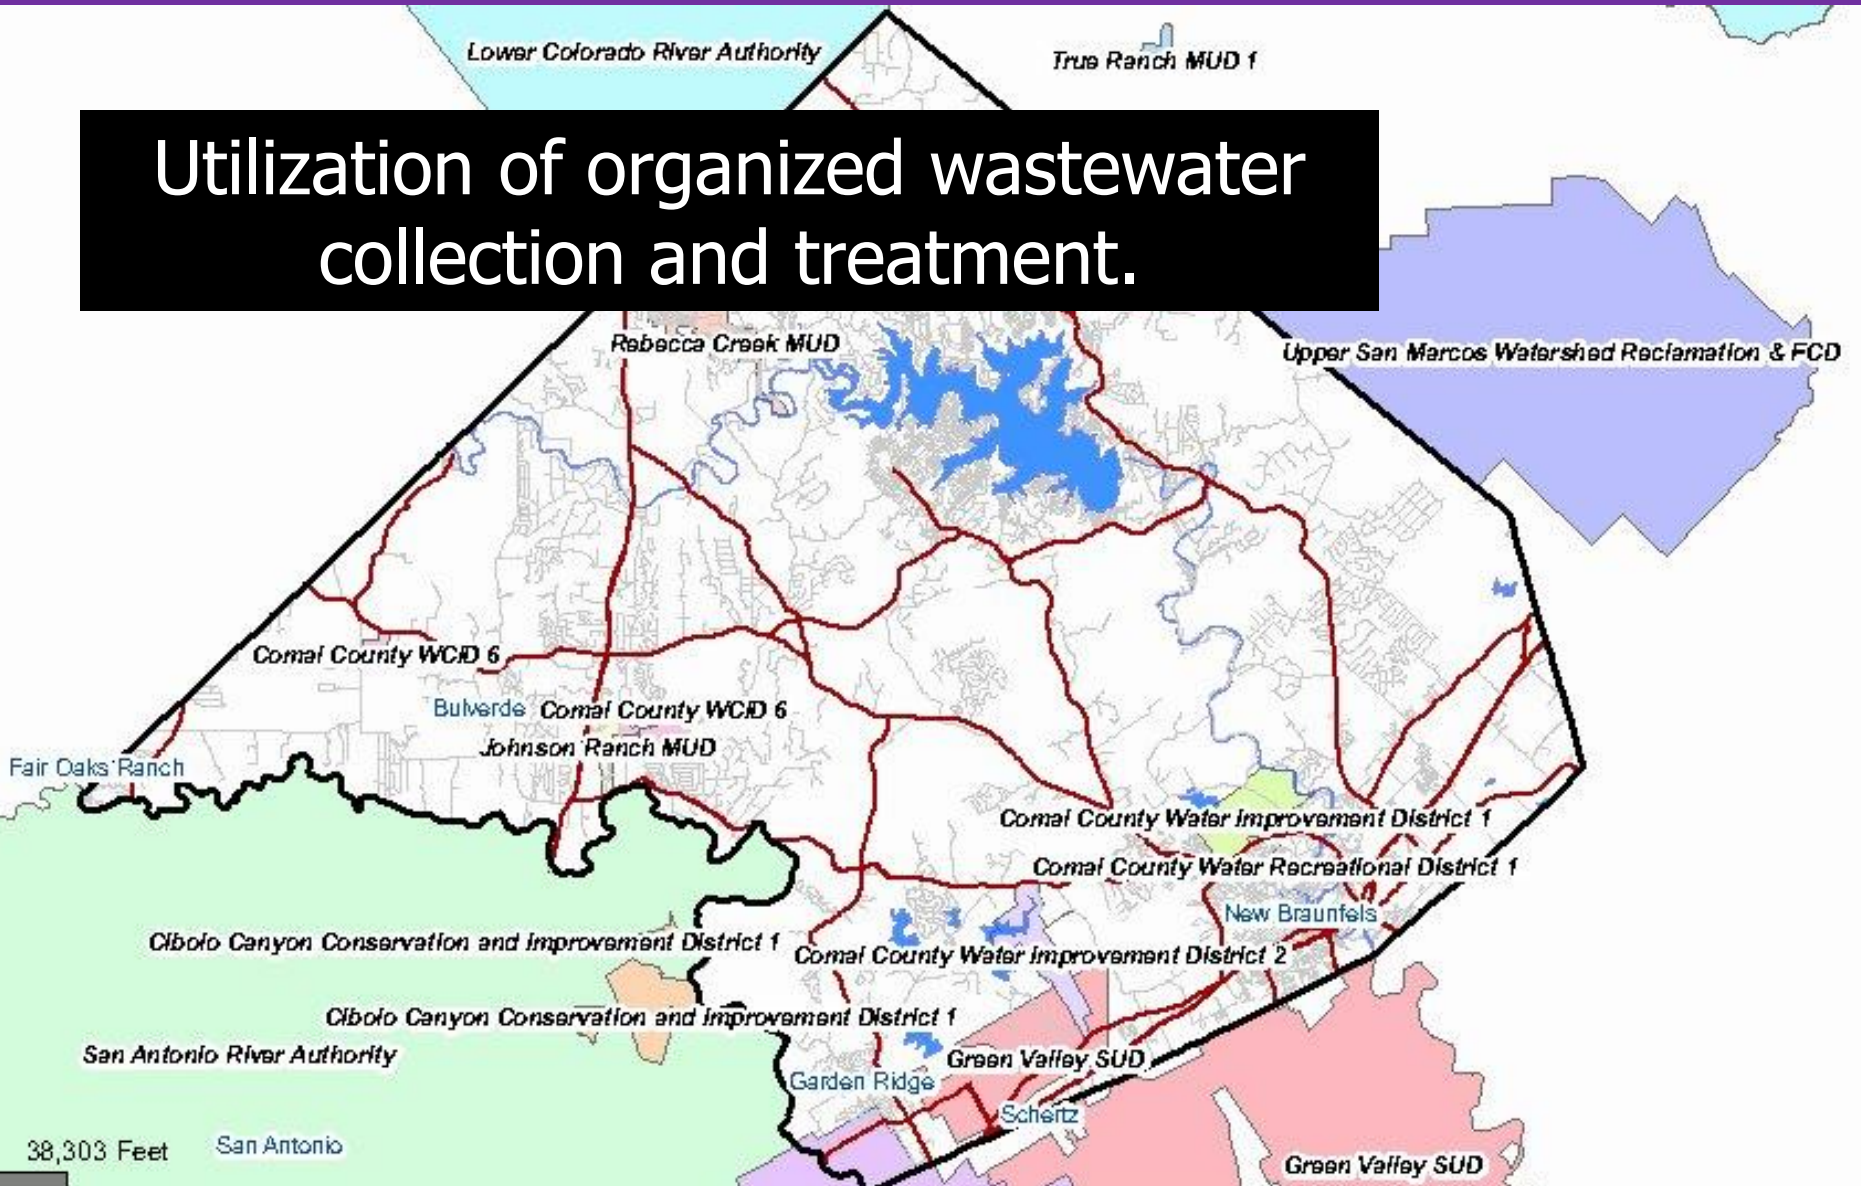 Lower Colorado River Authority
True Ranch MUD 1
Utilization of organized wastewater
collection and treatment.
Rebecca Creek MUD
Upper San Marcos Watershed Reclamation & FCD
Comal County WCID 6
Bulverde
Comal County WCID 6
Johnson Ranch MUD
Fair Oaks Ranch
Comal County Water Improvement District 1
Comal County Water Recreational District 1
New Braunfels
Cibolo Canyon Conservation and Improvement District 1
Comal County Water Improvement District 2
Cibolo Canyon Conservation and Improvement District 1
San Antonio River Authority
Green Valley SUD
Garden Ridge
Schertz
38,303 Feet
San Antonio
Green Valley SUD